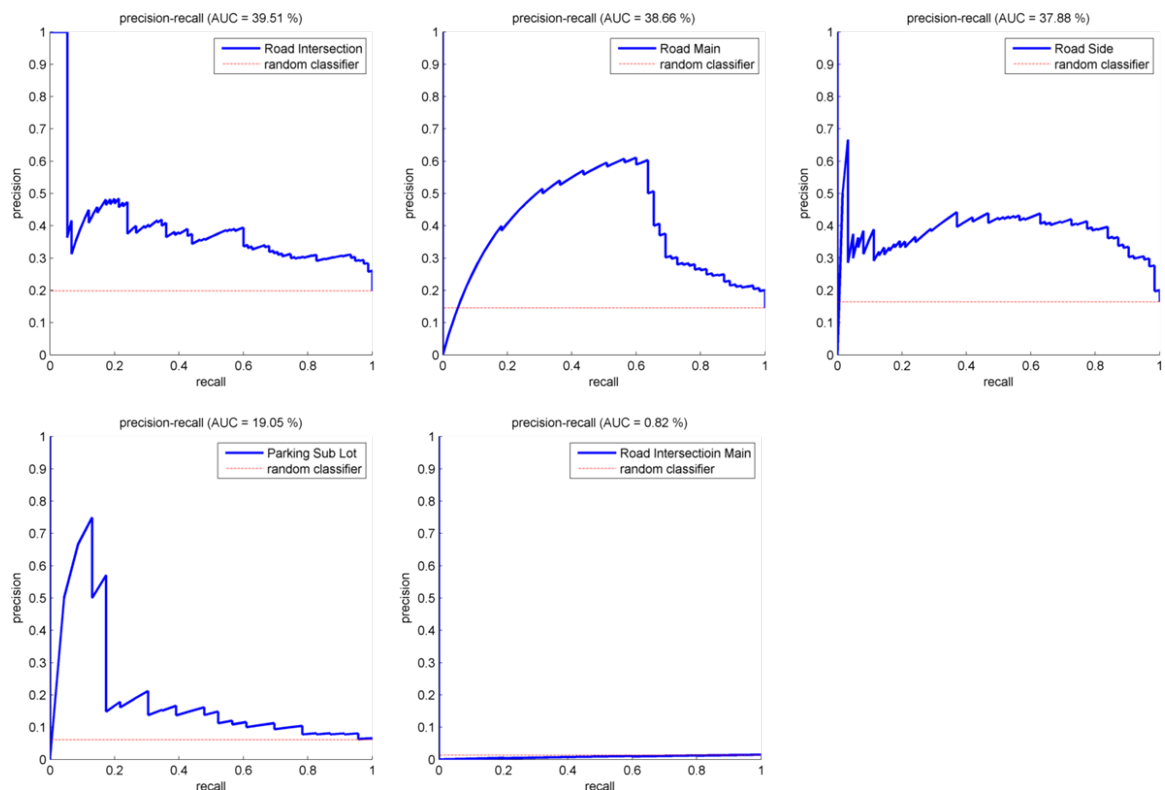 precision-recall (AUC = 39.51 %)
Road Intersection
random classifier
precision
1
0.9
0.8
0.7
0.6
0.5
0.4
0.3
0.2
0.1
0
0 0.2 0.4 0.6 0.8 1
recall
precision-recall (AUC = 38.66 %)
Road Main
random classifier
precision
1
0.9
0.8
0.7
0.6
0.5
0.4
0.3
0.2
0.1
0
0 0.2 0.4 0.6 0.8 1
recall
precision-recall (AUC = 37.88 %)
Road Side
random classifier
precision
1
0.9
0.8
0.7
0.6
0.5
0.4
0.3
0.2
0.1
0
0 0.2 0.4 0.6 0.8 1
recall
precision-recall (AUC = 19.05 %)
Parking Sub Lot
random classifier
precision
1
0.9
0.8
0.7
0.6
0.5
0.4
0.3
0.2
0.1
0
0 0.2 0.4 0.6 0.8 1
recall
precision-recall (AUC = 0.82 %)
Road Intersectioin Main
random classifier
precision
1
0.9
0.8
0.7
0.6
0.5
0.4
0.3
0.2
0.1
0
0 0.2 0.4 0.6 0.8 1
recall